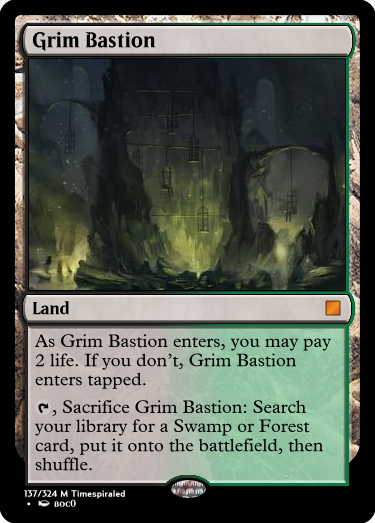 Grim Bastion
Land
As Grim Bastion enters, you may pay
2 life. If you don't, Grim Bastion
enters tapped.
, Sacrifice Grim Bastion: Search
your library for a Swamp or Forest
card, put it onto the battlefield, then
shuffle.
137/324 M Timespiraled
• BOC0